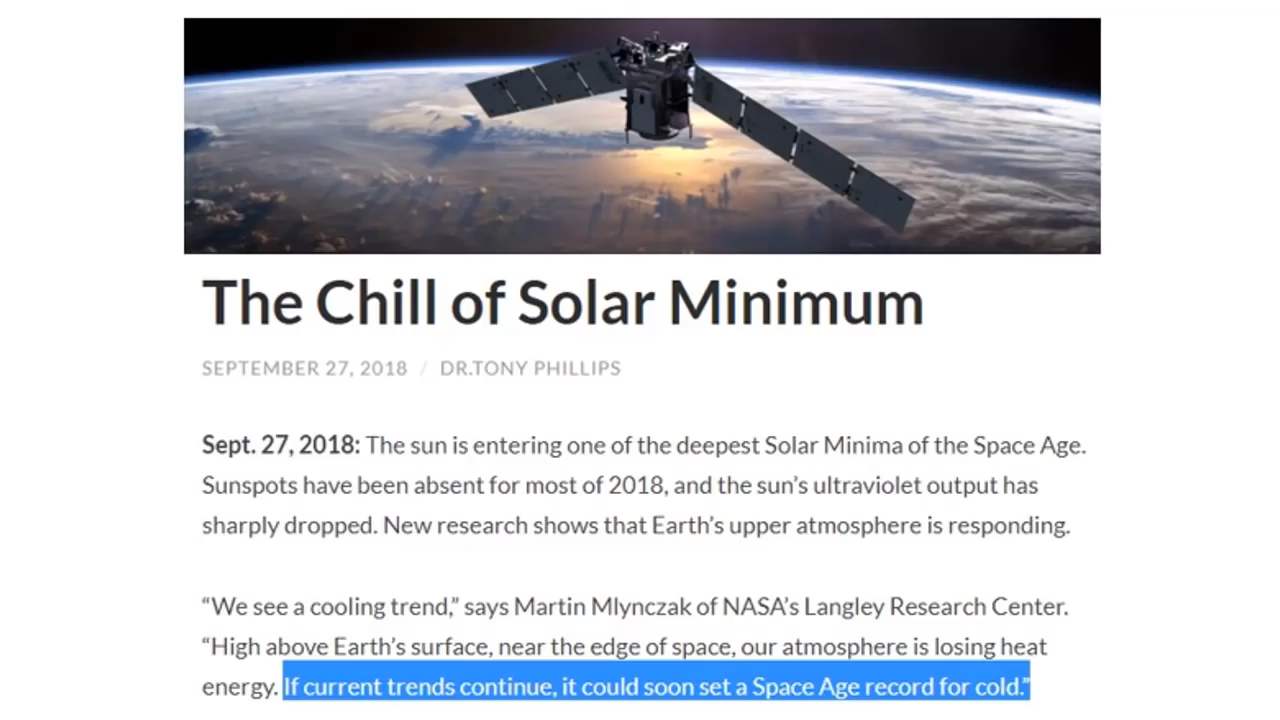 The Chill of Solar Minimum
SEPTEMBER 27, 2018 / DR.TONY PHILLIPS
Sept. 27, 2018: The sun is entering one of the deepest Solar Minima of the Space Age.
Sunspots have been absent for most of 2018, and the sun’s ultraviolet output has
sharply dropped. New research shows that Earth’s upper atmosphere is responding.
“We see a cooling trend,” says Martin Mlynczak of NASA’s Langley Research Center.
“High above Earth’s surface, near the edge of space, our atmosphere is losing heat
energy. If current trends continue, it could soon set a Space Age record for cold.”